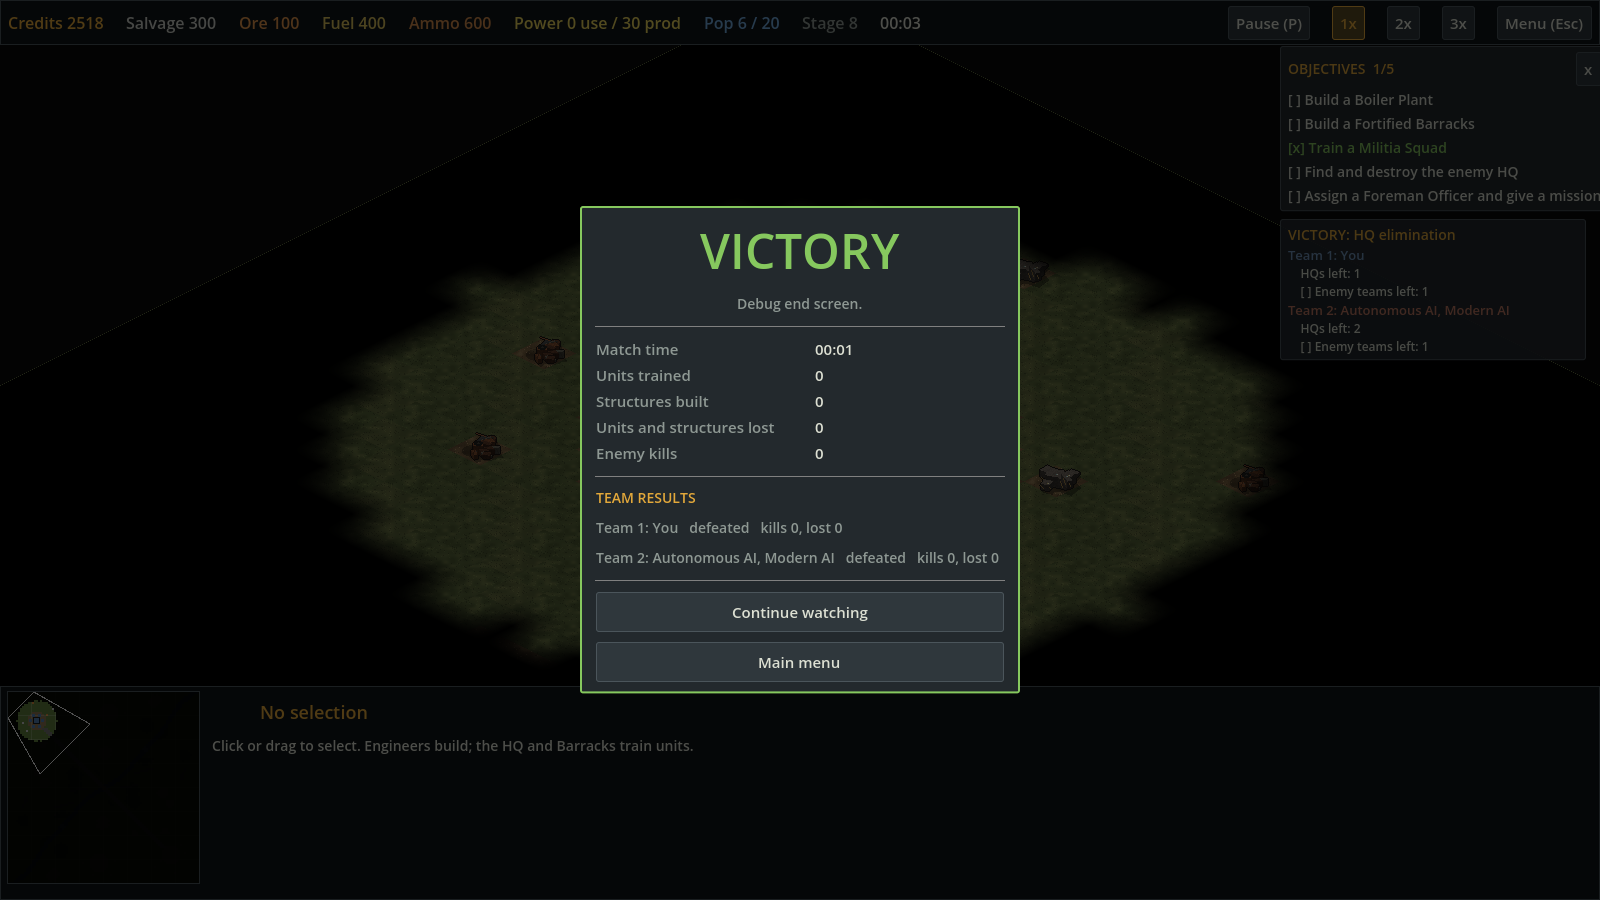 Credits 2518 Salvage 300 Ore 100 Fuel 400 Ammo 600 Power 0 use / 30 prod Pop 6 / 20 Stage 8 00:03 Pause (P) 1x 2x 3x Menu (Esc)
OBJECTIVES 1/5 x
[ ] Build a Boiler Plant
[ ] Build a Fortified Barracks
[x] Train a Militia Squad
[ ] Find and destroy the enemy HQ
[ ] Assign a Foreman Officer and give a mission
VICTORY: HQ elimination
Team 1: You
HQs left: 1
[ ] Enemy teams left: 1
Team 2: Autonomous AI, Modern AI
HQs left: 2
[ ] Enemy teams left: 1
VICTORY
Debug end screen.
Match time 00:01
Units trained 0
Structures built 0
Units and structures lost 0
Enemy kills 0
TEAM RESULTS
Team 1: You defeated kills 0, lost 0
Team 2: Autonomous AI, Modern AI defeated kills 0, lost 0
Continue watching
Main menu
No selection
Click or drag to select. Engineers build; the HQ and Barracks train units.